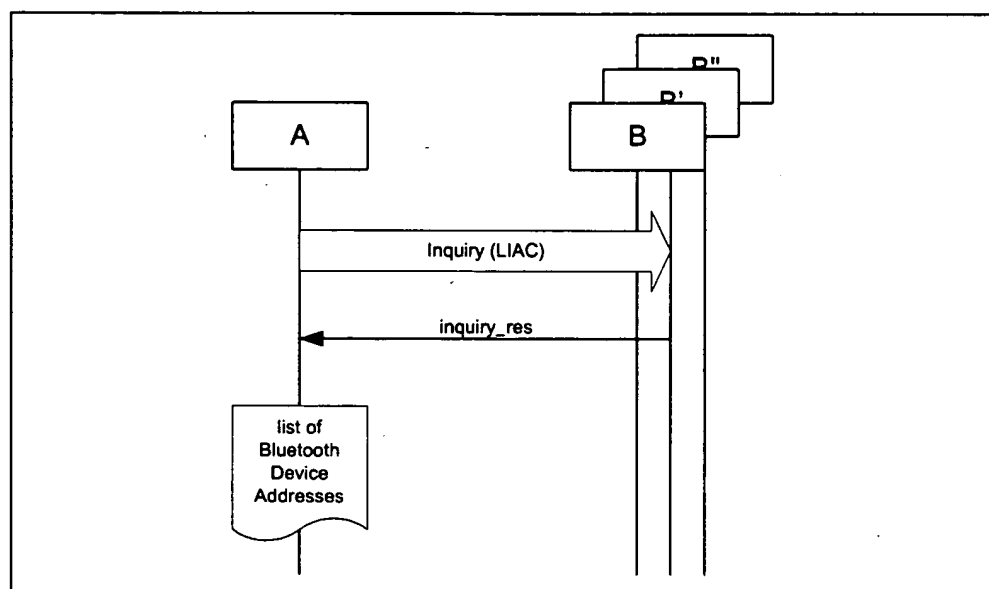 B"
B'
A
B
Inquiry (LIAC)
inquiry_res
list of
Bluetooth
Device
Addresses